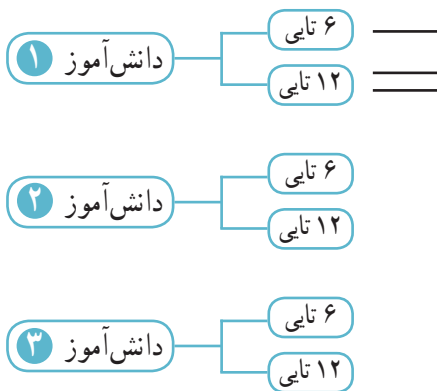 ۶ تایی
دانش‌آموز ۱
۱۲ تایی
۶ تایی
دانش‌آموز ۲
۱۲ تایی
۶ تایی
دانش‌آموز ۳
۱۲ تایی